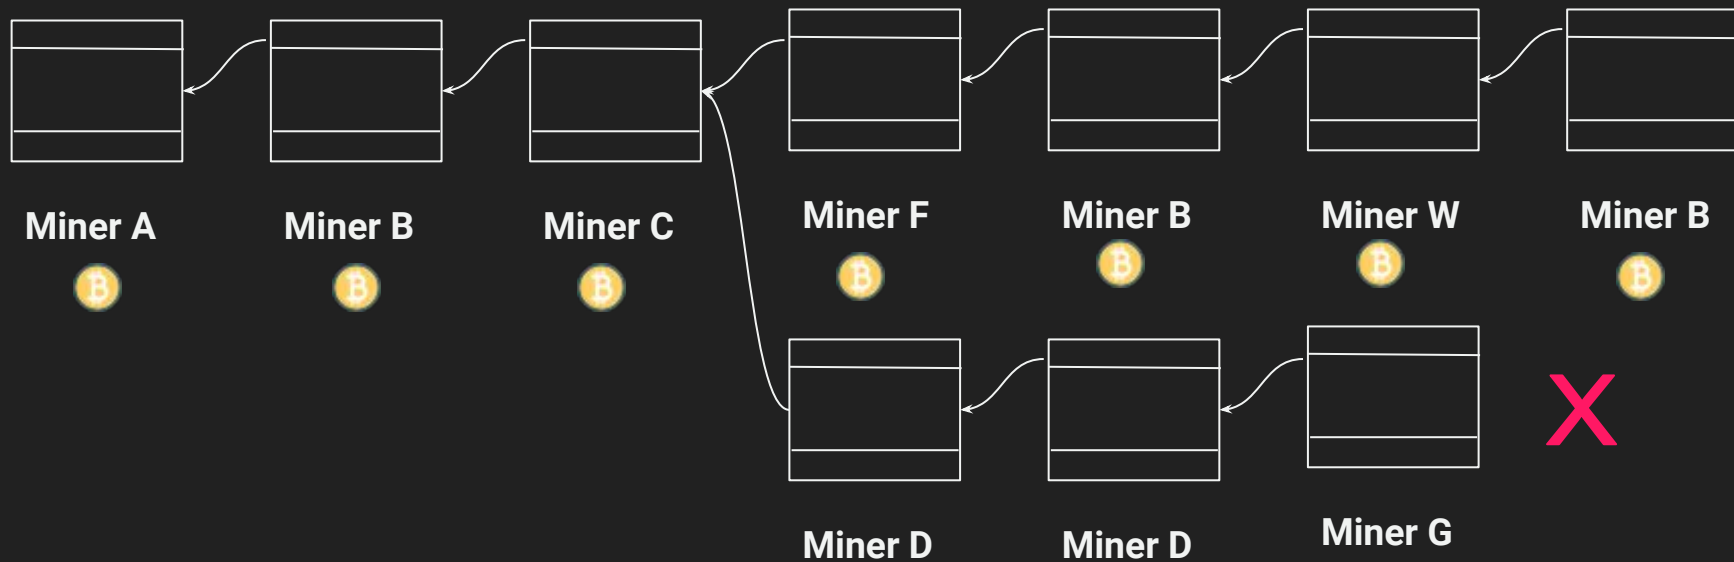 Miner A
Miner B
Miner C
Miner F
Miner B
Miner W
Miner B
Miner D
Miner D
Miner G
X